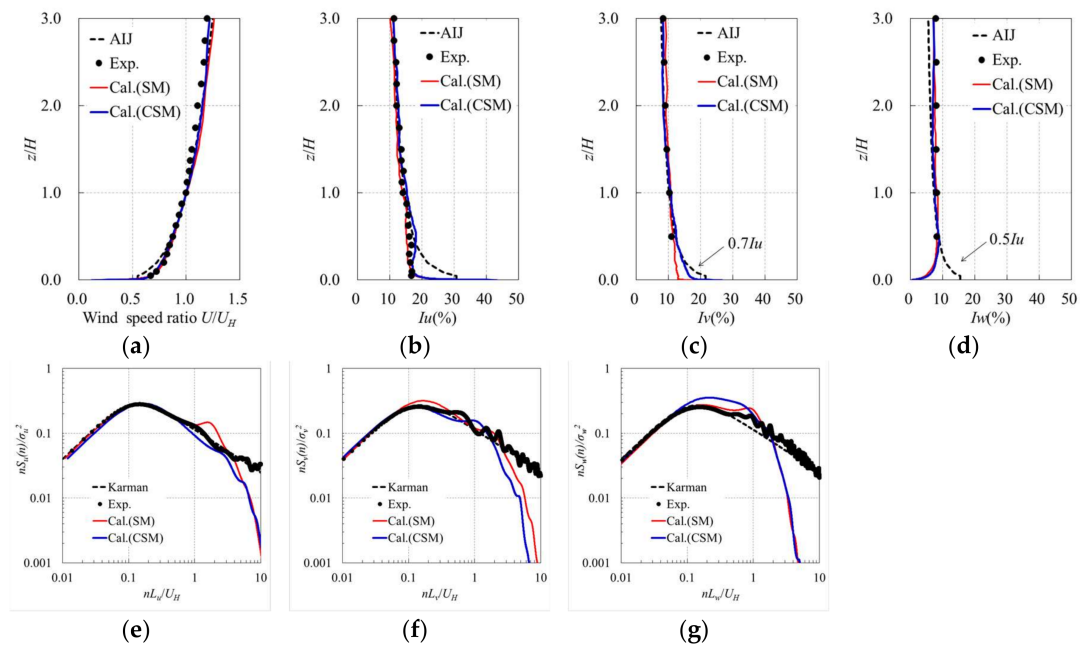 3.0
2.0
1.0
0.0
z/H
AIJ
Exp.
Cal.(SM)
Cal.(CSM)
0.0 0.5 1.0 1.5
Wind speed ratio U/U_H
(a)
3.0
2.0
1.0
0.0
z/H
AIJ
Exp.
Cal.(SM)
Cal.(CSM)
0 10 20 30 40 50
Iu(%)
(b)
3.0
2.0
1.0
0.0
z/H
AIJ
Exp.
Cal.(SM)
Cal.(CSM)
0.7Iu
0 10 20 30 40 50
Iv(%)
(c)
3.0
2.0
1.0
0.0
z/H
AIJ
Exp.
Cal.(SM)
Cal.(CSM)
0.5Iu
0 10 20 30 40 50
Iw(%)
(d)
1
0.1
0.01
0.001
nS_u(n)/σ_u²
Karman
Exp.
Cal.(SM)
Cal.(CSM)
0.01 0.1 1 10
nL_u/U_H
(e)
1
0.1
0.01
0.001
nS_v(n)/σ_v²
Karman
Exp.
Cal.(SM)
Cal.(CSM)
0.01 0.1 1 10
nL_v/U_H
(f)
1
0.1
0.01
0.001
nS_w(n)/σ_w²
Karman
Exp.
Cal.(SM)
Cal.(CSM)
0.01 0.1 1 10
nL_w/U_H
(g)